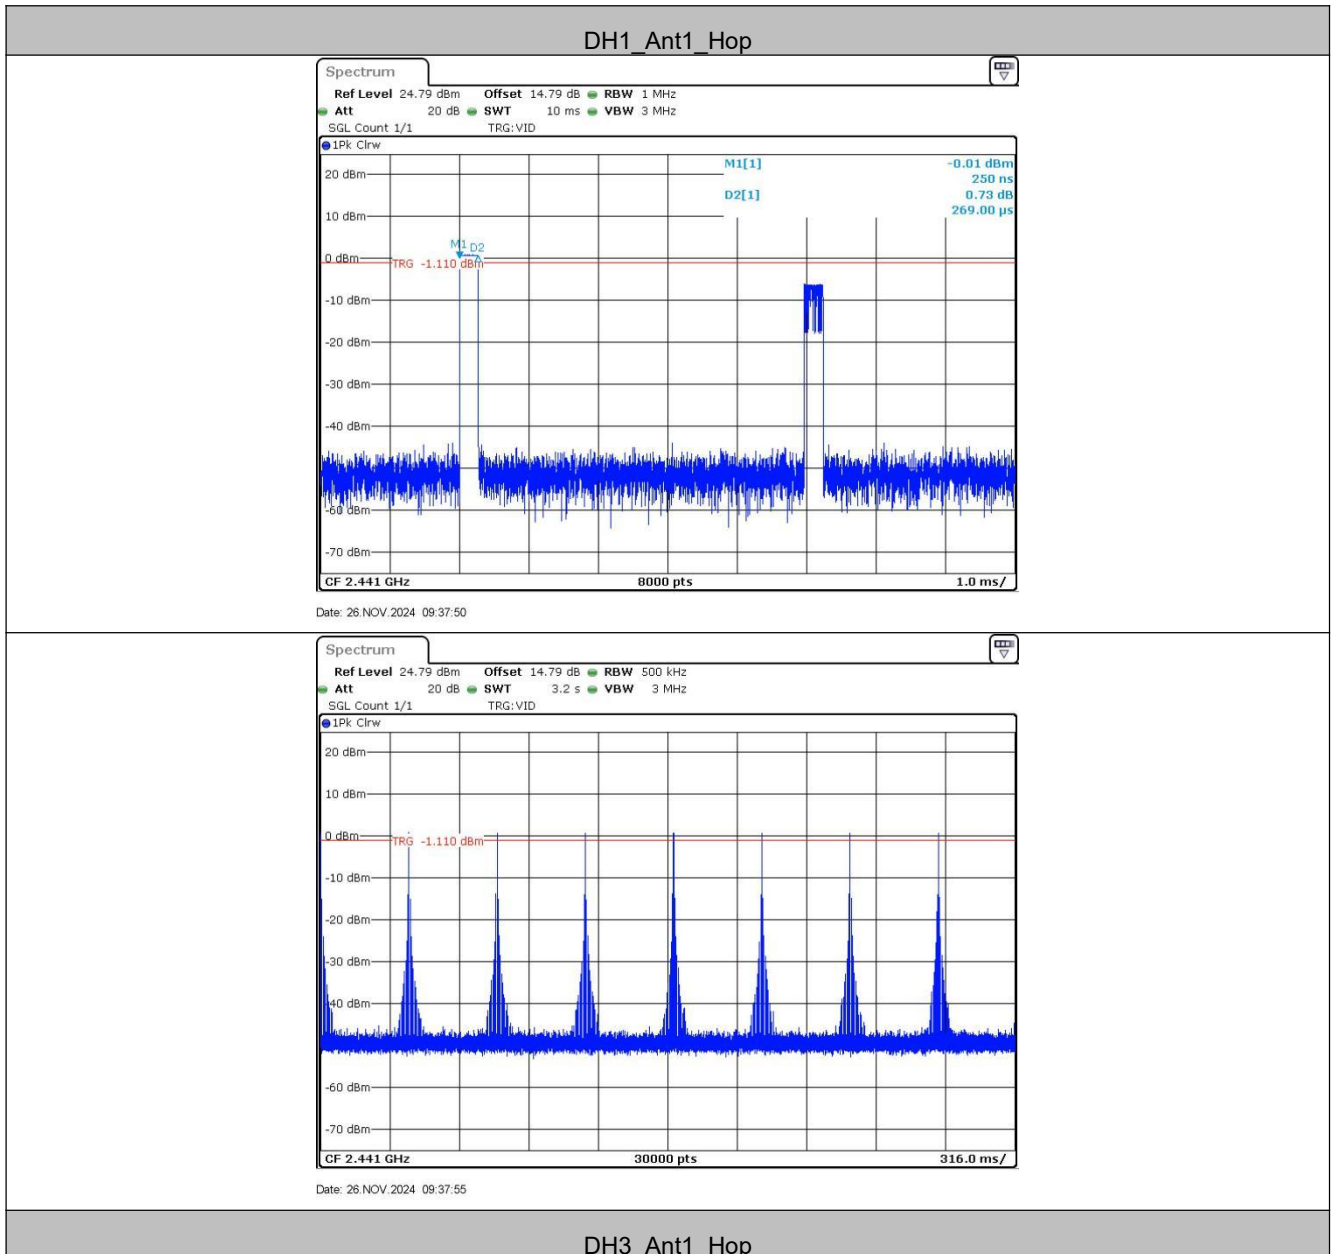 DH1_Ant1_Hop
Spectrum
Ref Level 24.79 dBm Offset 14.79 dB RBW 1 MHz
Att 20 dB SWT 10 ms VBW 3 MHz
SGL Count 1/1 TRG:VID
1Pk Clrw
M1[1] -0.01 dBm
250 ns
D2[1] 0.73 dB
269.00 µs
20 dBm
10 dBm
M1 D2
0 dBm
TRG -1.110 dBm
-10 dBm
-20 dBm
-30 dBm
-40 dBm
-60 dBm
-70 dBm
CF 2.441 GHz 8000 pts 1.0 ms/
Date: 26.NOV.2024 09:37:50
Spectrum
Ref Level 24.79 dBm Offset 14.79 dB RBW 500 kHz
Att 20 dB SWT 3.2 s VBW 3 MHz
SGL Count 1/1 TRG:VID
1Pk Clrw
20 dBm
10 dBm
0 dBm
TRG -1.110 dBm
-10 dBm
-20 dBm
-30 dBm
-40 dBm
-60 dBm
-70 dBm
CF 2.441 GHz 30000 pts 316.0 ms/
Date: 26.NOV.2024 09:37:55
DH3_Ant1_Hop